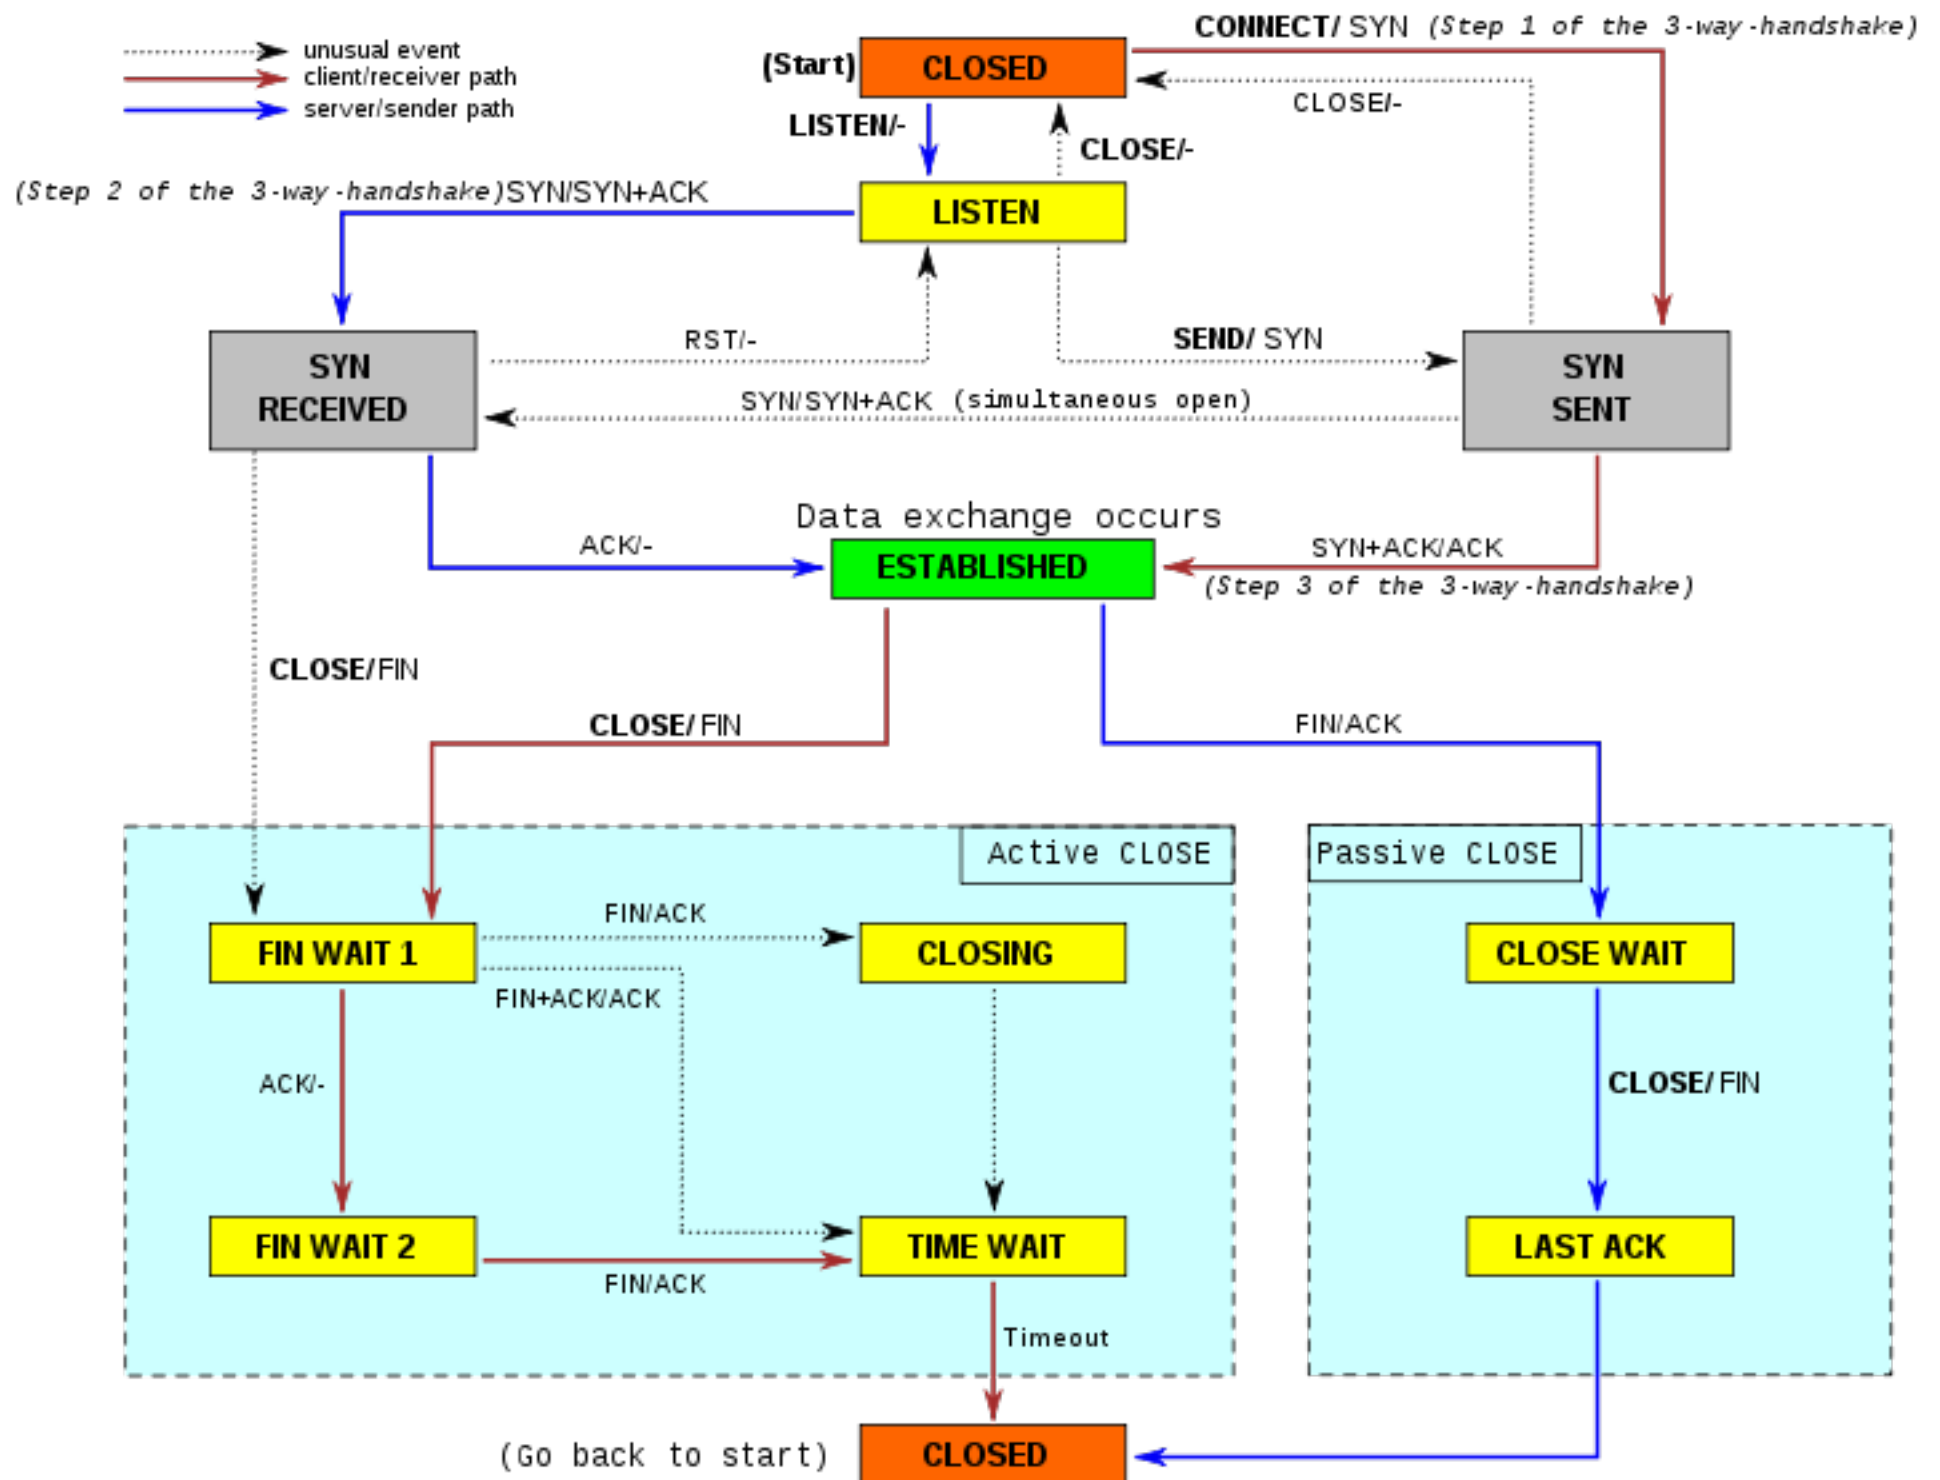 CONNECT/ SYN (Step 1 of the 3-way-handshake)
unusual event
client/receiver path
server/sender path
(Start)
CLOSED
CLOSE/-
LISTEN/-
CLOSE/-
(Step 2 of the 3-way-handshake)SYN/SYN+ACK
LISTEN
RST/-
SEND/ SYN
SYN
RECEIVED
SYN
SENT
SYN/SYN+ACK (simultaneous open)
Data exchange occurs
ACK/-
ESTABLISHED
SYN+ACK/ACK
(Step 3 of the 3-way-handshake)
CLOSE/FIN
CLOSE/ FIN
FIN/ACK
Active CLOSE
Passive CLOSE
FIN WAIT 1
FIN/ACK
CLOSING
CLOSE WAIT
FIN+ACK/ACK
ACK/-
CLOSE/ FIN
FIN WAIT 2
TIME WAIT
LAST ACK
FIN/ACK
Timeout
(Go back to start)
CLOSED